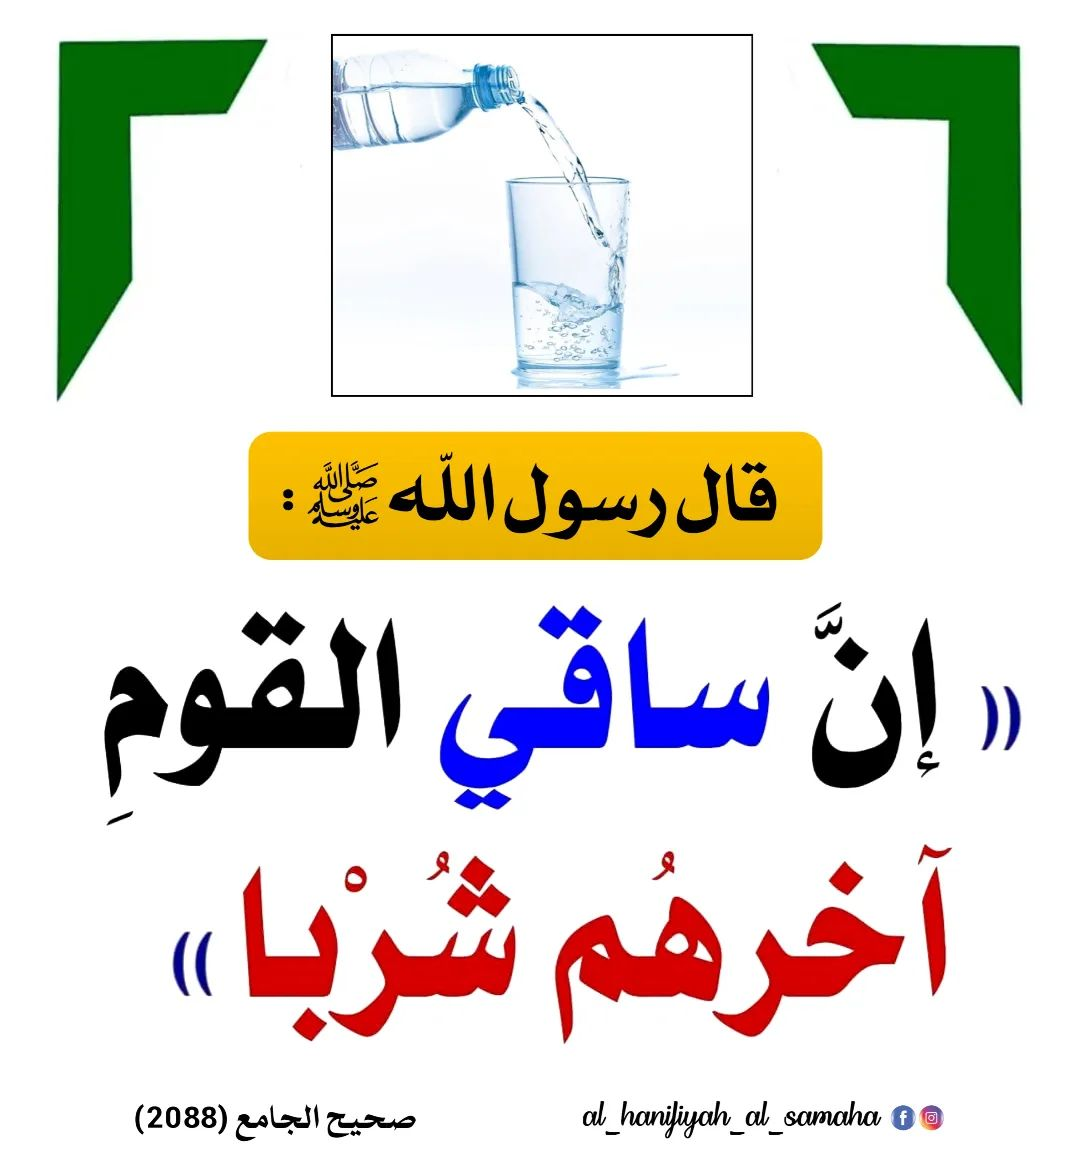 قال رسول الله ﷺ :
(( إنَّ ساقي القومِ
آخرهُم شُرْبا ))
صحيح الجامع (2088)
al_hanifiyah_al_samaha